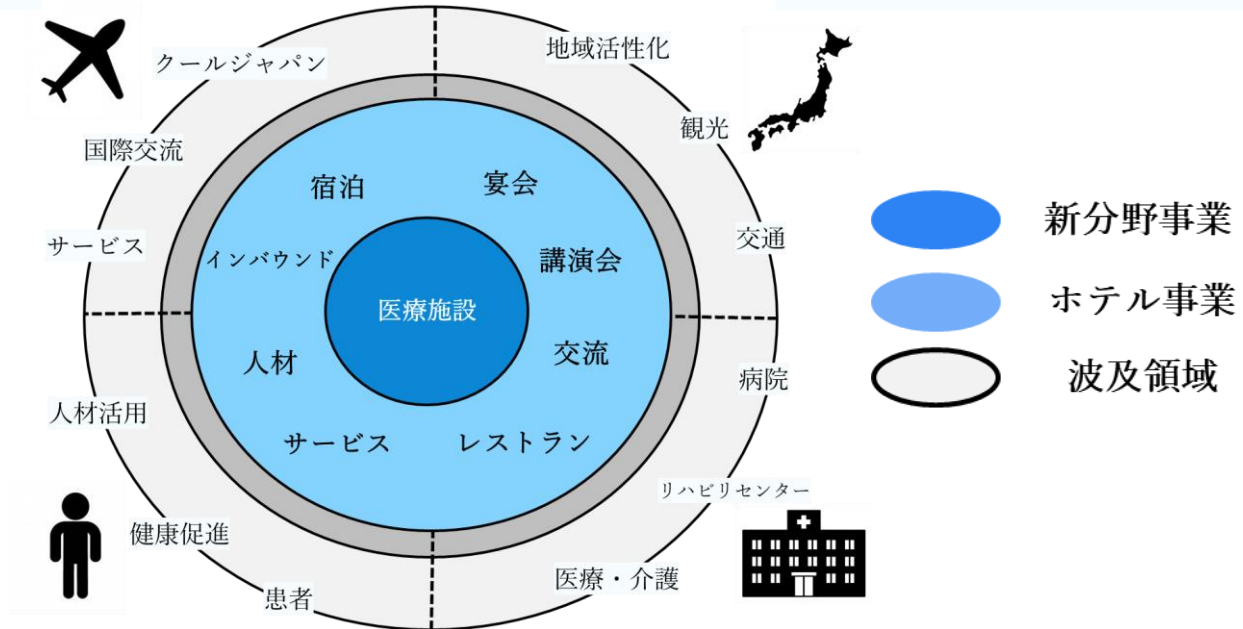 クールジャパン
地域活性化
国際交流
観光
サービス
交通
宿泊
宴会
インバウンド
講演会
医療施設
人材
交流
サービス
レストラン
人材活用
病院
健康促進
リハビリセンター
患者
医療・介護
新分野事業
ホテル事業
波及領域